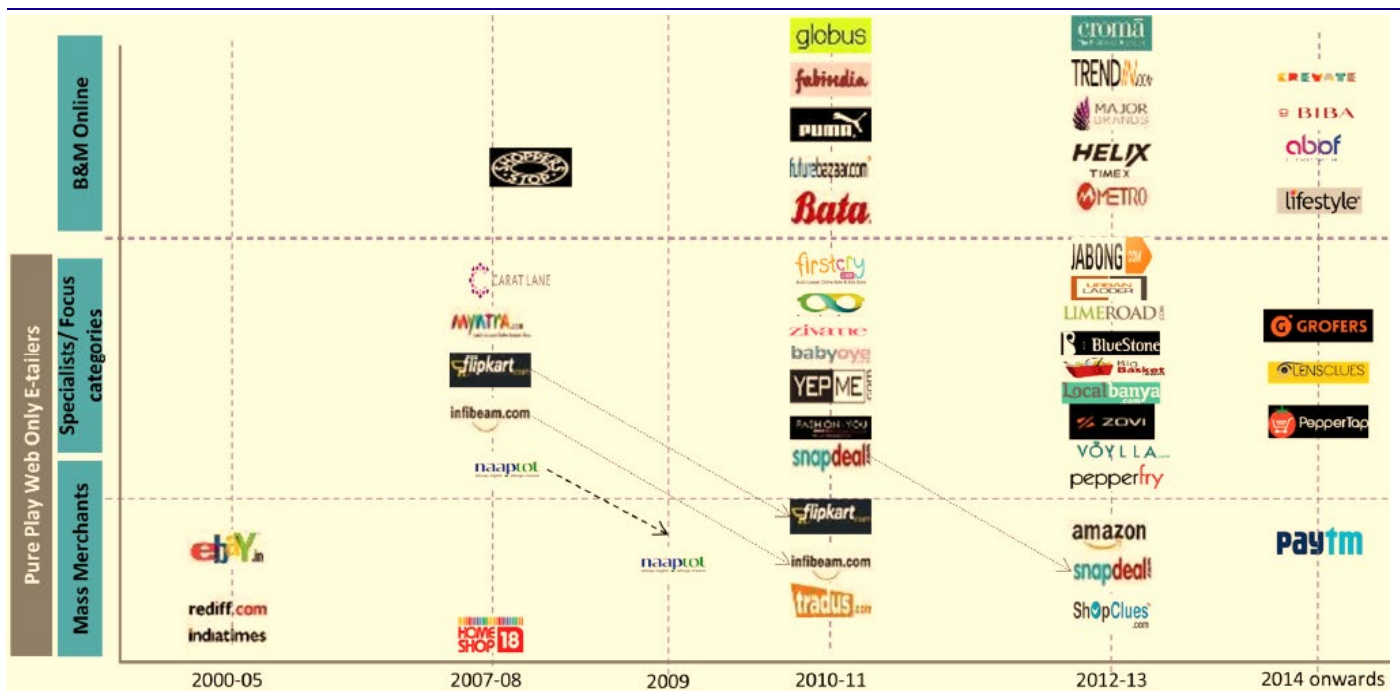 Pure Play Web Only E-tailers
B&M Online
Specialists/ Focus
categories
Mass Merchants
SHOPPERS
STOP
globus
fabindia
PUMA
futurebazaar.com
Bata
cromā
TRENDIN.COM
MAJOR
BRANDS
HELIX
TIMEX
METRO
KREVATE
BIBA
abof
lifestyle
CARAT LANE
myntra.com
flipkart.com
infibeam.com
naaptol
firstcry
zivame
babyoye
YEPME.COM
FASHION YOU
snapdeal.com
JABONG.COM
URBAN
LADDER
LIMEROAD.COM
BlueStone
Big
Basket
Localbanya
.com
ZOVI
VOYLLA
pepperfry
GROFERS
LENSCLUES
PepperTap
ebay.in
rediff.com
indiatimes
HOME
SHOP 18
naaptol
flipkart.com
infibeam.com
tradus.com
amazon
snapdeal.com
ShopClues
.com
paytm
2000-05
2007-08
2009
2010-11
2012-13
2014 onwards